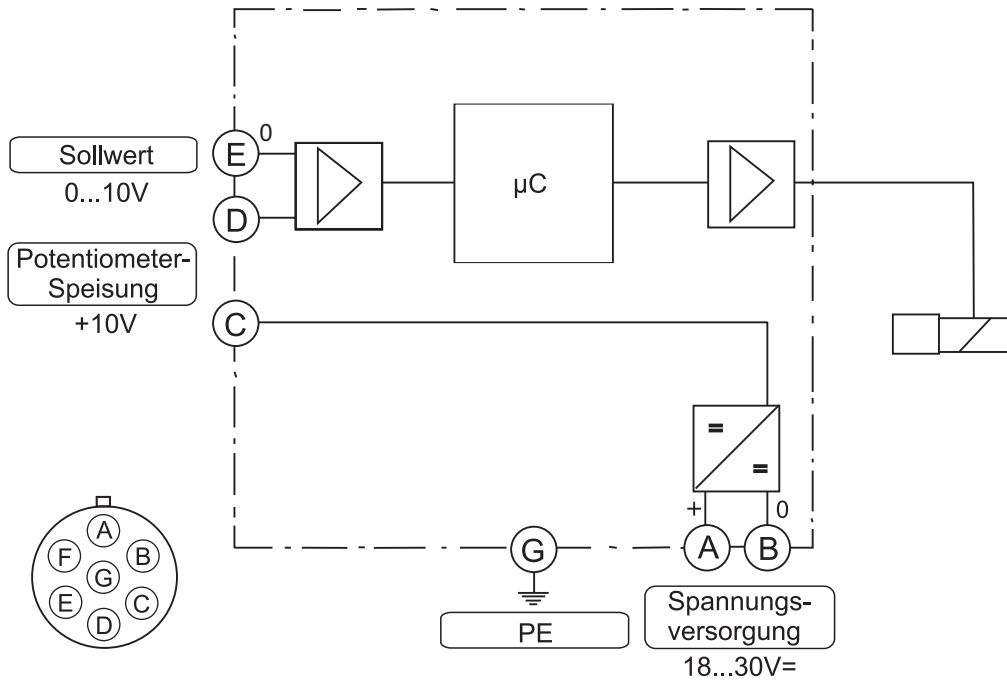 E
0
Sollwert
0...10V
D
µC
Potentiometer-
Speisung
+10V
C
=
=
+
0
A
B
G
PE
Spannungs-
versorgung
18...30V=
A
F
B
G
E
C
D